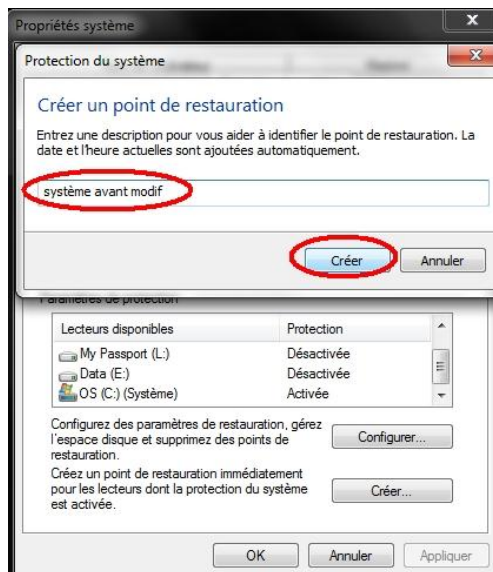 Propriétés système
Protection du système
Créer un point de restauration
Entrez une description pour vous aider à identifier le point de restauration. La
date et l'heure actuelles sont ajoutées automatiquement.
système avant modif
Créer
Annuler
Paramètres de protection
Lecteurs disponibles Protection
My Passport (L:) Désactivée
Data (E:) Désactivée
OS (C:) (Système) Activée
Configurez des paramètres de restauration, gérez
l'espace disque et supprimez des points de
restauration.
Configurer...
Créez un point de restauration immédiatement
pour les lecteurs dont la protection du système
est activée.
Créer...
OK Annuler Appliquer